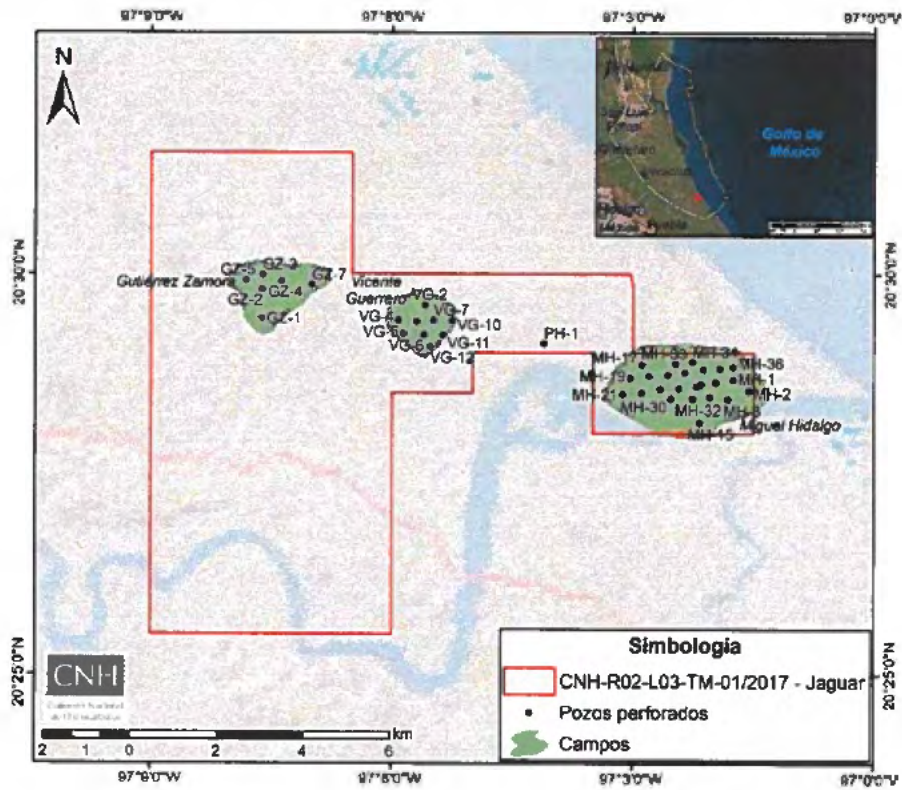 97°9'0"W 97°6'0"W 97°3'0"W 97°0'0"W
N
Golfo de
México
Puebla
20°30'0"N
20°30'0"N
Gutiérrez Zamora
GZ-5
GZ-3
GZ-7
GZ-4
GZ-2
GZ-1
Vicente
Guerrero
VG-2
VG-7
VG-10
VG-11
VG-12
PH-1
MH-17
MH-36
MH-19
MH-1
MH-2
MH-21
MH-30
MH-32
MH-15
Miguel Hidalgo
20°25'0"N
20°25'0"N
CNH
2 1 0 2 4 6 km
Simbología
CNH-R02-L03-TM-01/2017 - Jaguar
Pozos perforados
Campos
97°9'0"W 97°6'0"W 97°3'0"W 97°0'0"W